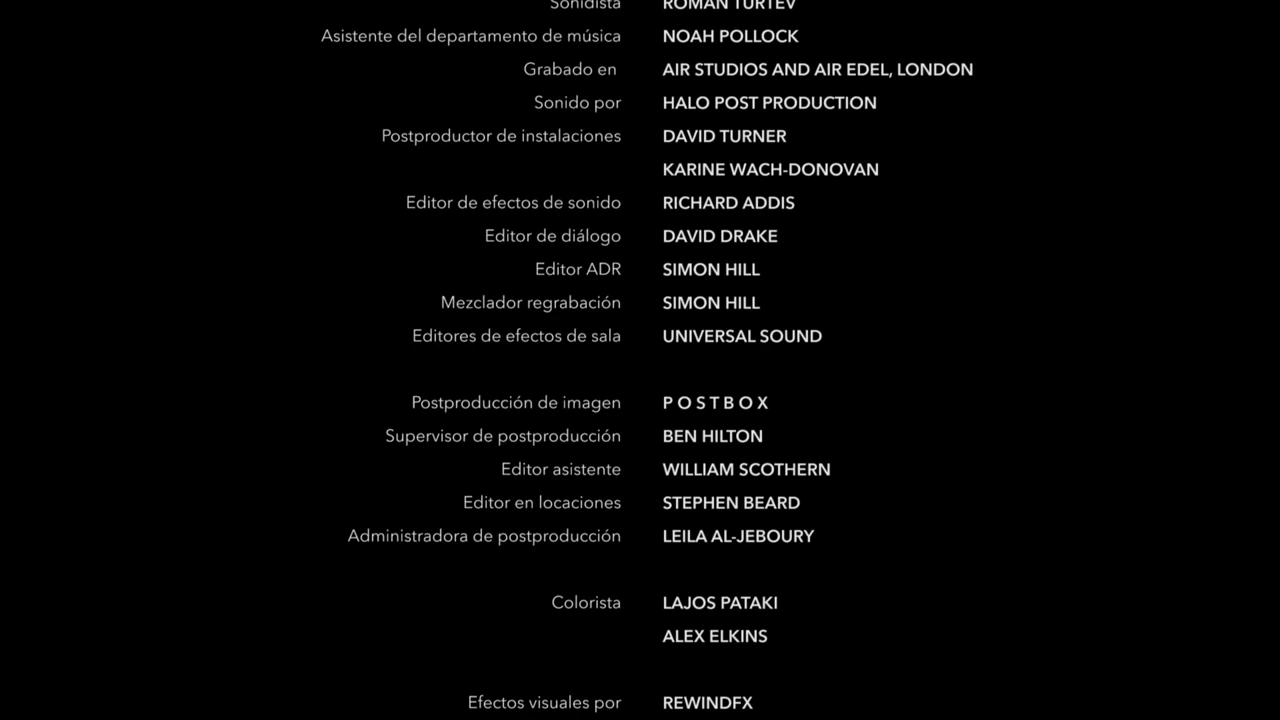 Sonidista ROMAN TURTEV
Asistente del departamento de música NOAH POLLOCK
Grabado en AIR STUDIOS AND AIR EDEL, LONDON
Sonido por HALO POST PRODUCTION
Postproductor de instalaciones DAVID TURNER
KARINE WACH-DONOVAN
Editor de efectos de sonido RICHARD ADDIS
Editor de diálogo DAVID DRAKE
Editor ADR SIMON HILL
Mezclador regrabación SIMON HILL
Editores de efectos de sala UNIVERSAL SOUND
Postproducción de imagen P O S T B O X
Supervisor de postproducción BEN HILTON
Editor asistente WILLIAM SCOTHERN
Editor en locaciones STEPHEN BEARD
Administradora de postproducción LEILA AL-JEBOURY
Colorista LAJOS PATAKI
ALEX ELKINS
Efectos visuales por REWINDFX